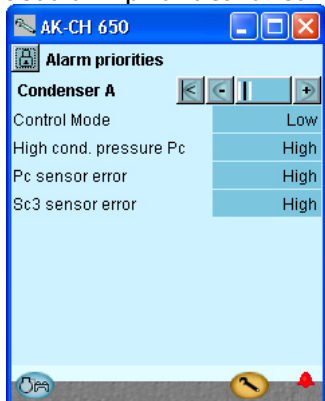 AK-CH 650
Alarm priorities
Condenser A
Control Mode Low
High cond. pressure Pc High
Pc sensor error High
Sc3 sensor error High